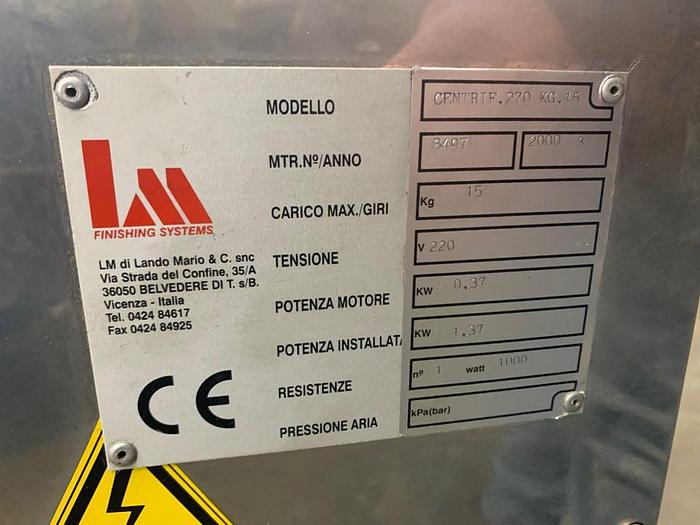 LM
FINISHING SYSTEMS
LM di Lando Mario & C. snc
Via Strada del Confine, 35/A
36050 BELVEDERE DI T. s/B.
Vicenza - Italia
Tel. 0424 84617
Fax 0424 84925
CE
MODELLO CENTRIF.270 KG.15
MTR.Nº/ANNO 8497 2000 3
CARICO MAX./GIRI Kg 15
TENSIONE V 220
POTENZA MOTORE KW 0,37
POTENZA INSTALLATA KW 1,37
RESISTENZE nº 1 watt 1000
PRESSIONE ARIA kPa(bar)